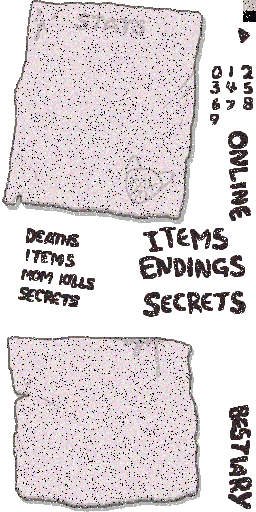 STATS
0 1 2
3 4 5
6 7 8
9
ONLINE
DEATHS
ITEMS
MOM KILLS
SECRETS
ITEMS
ENDINGS
SECRETS
BESTIARY